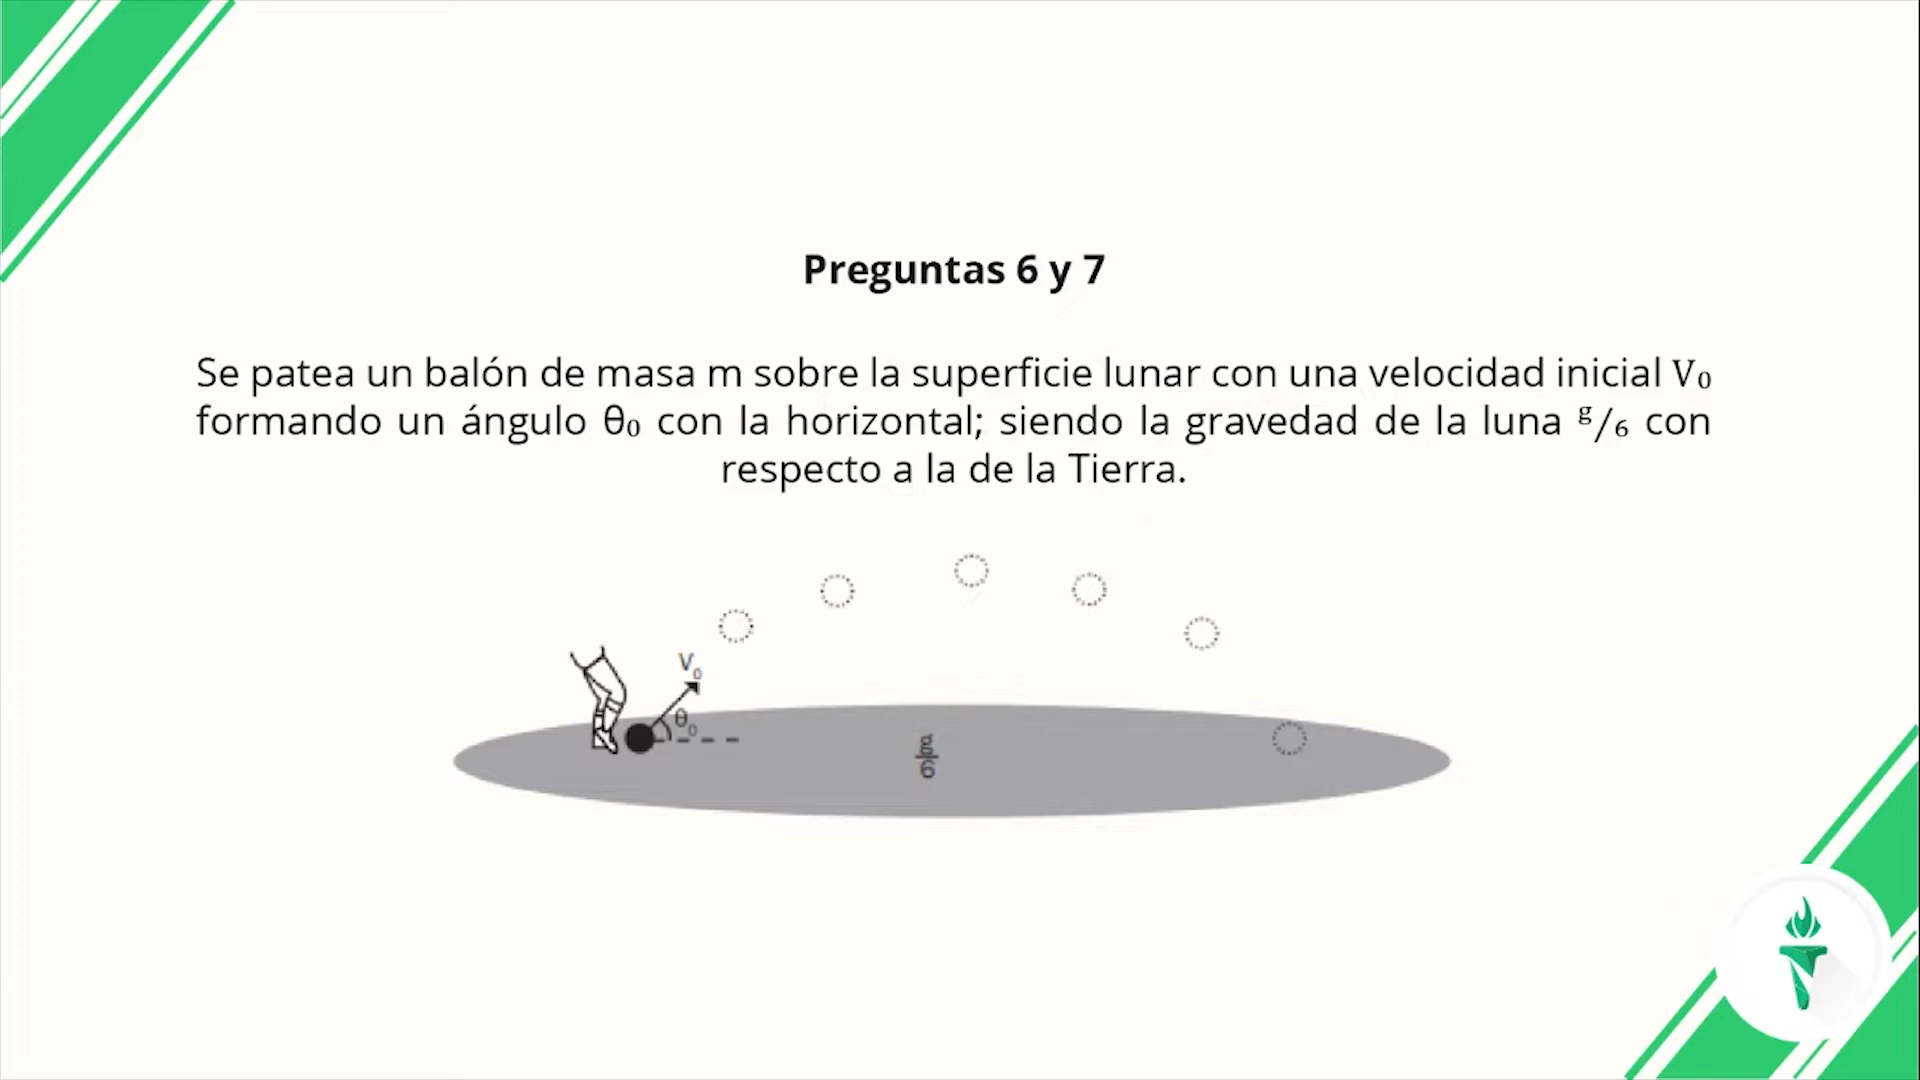 Preguntas 6 y 7
Se patea un balón de masa m sobre la superficie lunar con una velocidad inicial V₀
formando un ángulo θ₀ con la horizontal; siendo la gravedad de la luna ᵍ/₆ con
respecto a la de la Tierra.
V₀
θ₀
g/6